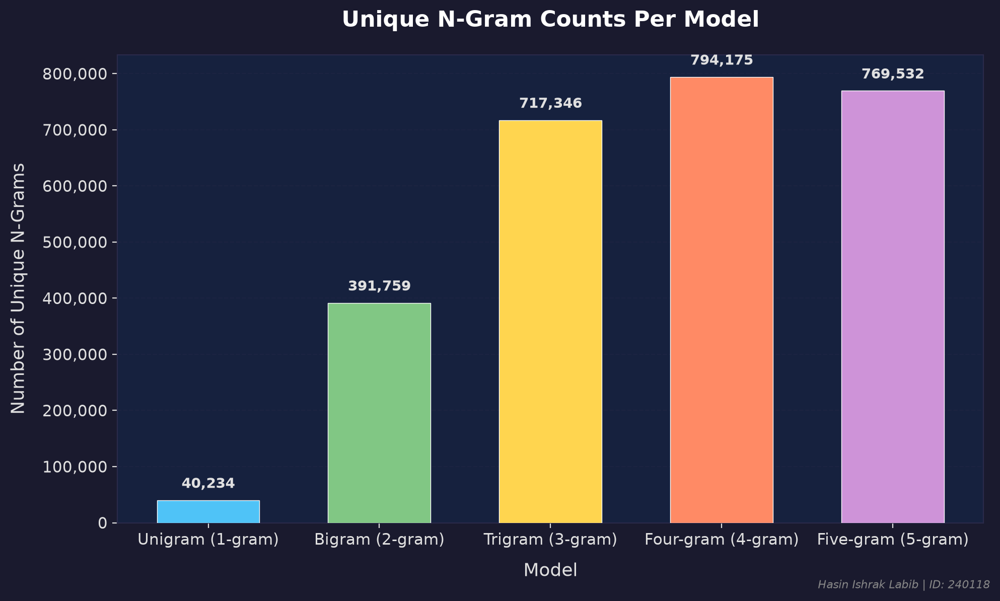 Unique N-Gram Counts Per Model
Number of Unique N-Grams
800,000
700,000
600,000
500,000
400,000
300,000
200,000
100,000
0
40,234
391,759
717,346
794,175
769,532
Unigram (1-gram)
Bigram (2-gram)
Trigram (3-gram)
Four-gram (4-gram)
Five-gram (5-gram)
Model
Hasin Ishrak Labib | ID: 240118